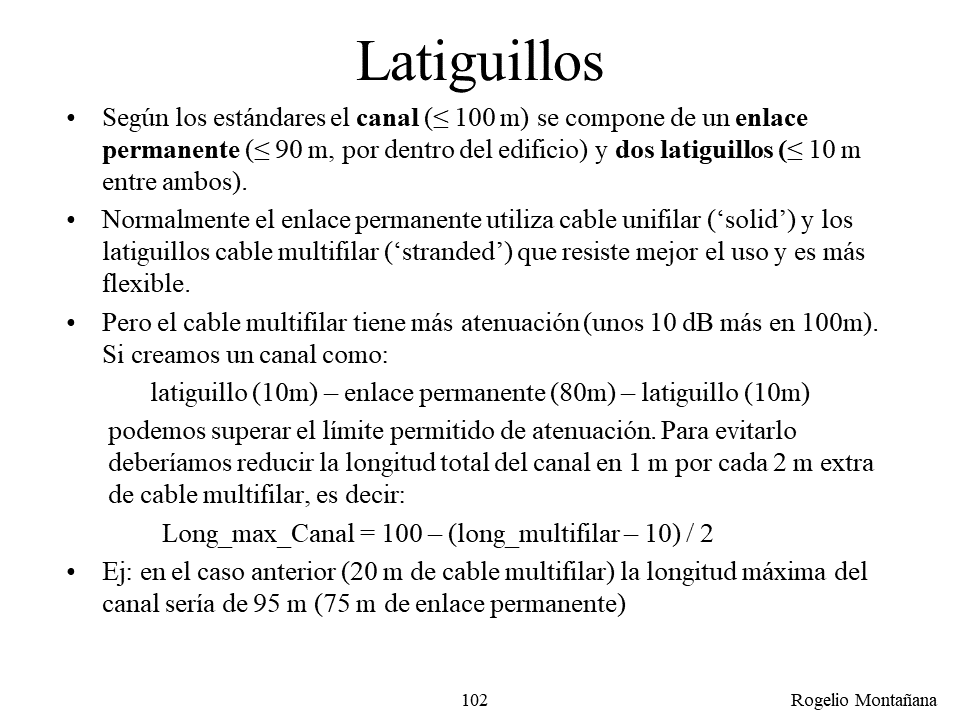 Latiguillos
• Según los estándares el canal (≤ 100 m) se compone de un enlace
permanente (≤ 90 m, por dentro del edificio) y dos latiguillos (≤ 10 m
entre ambos).
• Normalmente el enlace permanente utiliza cable unifilar (‘solid’) y los
latiguillos cable multifilar (‘stranded’) que resiste mejor el uso y es más
flexible.
• Pero el cable multifilar tiene más atenuación (unos 10 dB más en 100m).
Si creamos un canal como:
latiguillo (10m) – enlace permanente (80m) – latiguillo (10m)
podemos superar el límite permitido de atenuación. Para evitarlo
deberíamos reducir la longitud total del canal en 1 m por cada 2 m extra
de cable multifilar, es decir:
Long_max_Canal = 100 – (long_multifilar – 10) / 2
• Ej: en el caso anterior (20 m de cable multifilar) la longitud máxima del
canal sería de 95 m (75 m de enlace permanente)
102
Rogelio Montañana